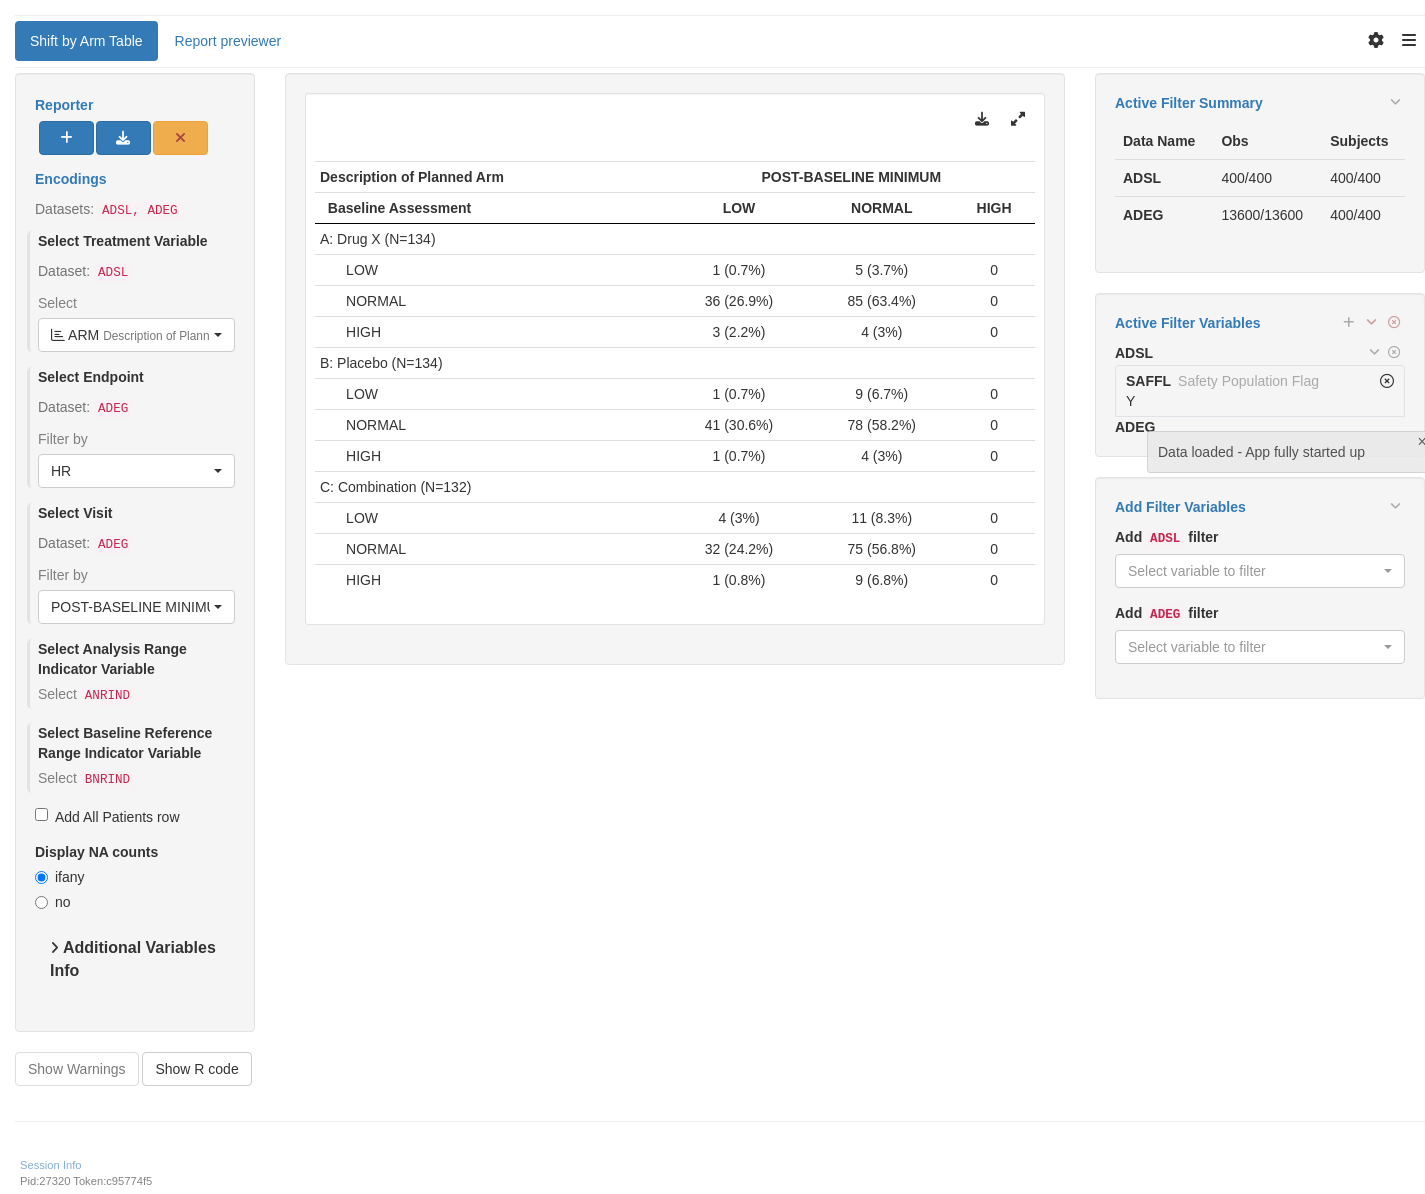 Shift by Arm Table
Report previewer
Reporter
Encodings
Datasets: ADSL, ADEG
Select Treatment Variable
Dataset: ADSL
Select
ARM Description of Plann
Select Endpoint
Dataset: ADEG
Filter by
HR
Select Visit
Dataset: ADEG
Filter by
POST-BASELINE MINIMU
Select Analysis Range
Indicator Variable
Select ANRIND
Select Baseline Reference
Range Indicator Variable
Select BNRIND
Add All Patients row
Display NA counts
ifany
no
Additional Variables
Info
Show Warnings
Show R code
Description of Planned Arm POST-BASELINE MINIMUM
Baseline Assessment LOW NORMAL HIGH
A: Drug X (N=134)
LOW 1 (0.7%) 5 (3.7%) 0
NORMAL 36 (26.9%) 85 (63.4%) 0
HIGH 3 (2.2%) 4 (3%) 0
B: Placebo (N=134)
LOW 1 (0.7%) 9 (6.7%) 0
NORMAL 41 (30.6%) 78 (58.2%) 0
HIGH 1 (0.7%) 4 (3%) 0
C: Combination (N=132)
LOW 4 (3%) 11 (8.3%) 0
NORMAL 32 (24.2%) 75 (56.8%) 0
HIGH 1 (0.8%) 9 (6.8%) 0
Active Filter Summary
Data Name Obs Subjects
ADSL 400/400 400/400
ADEG 13600/13600 400/400
Active Filter Variables
ADSL
SAFFL Safety Population Flag
Y
ADEG
Data loaded - App fully started up
Add Filter Variables
Add ADSL filter
Select variable to filter
Add ADEG filter
Select variable to filter
Session Info
Pid:27320 Token:c95774f5